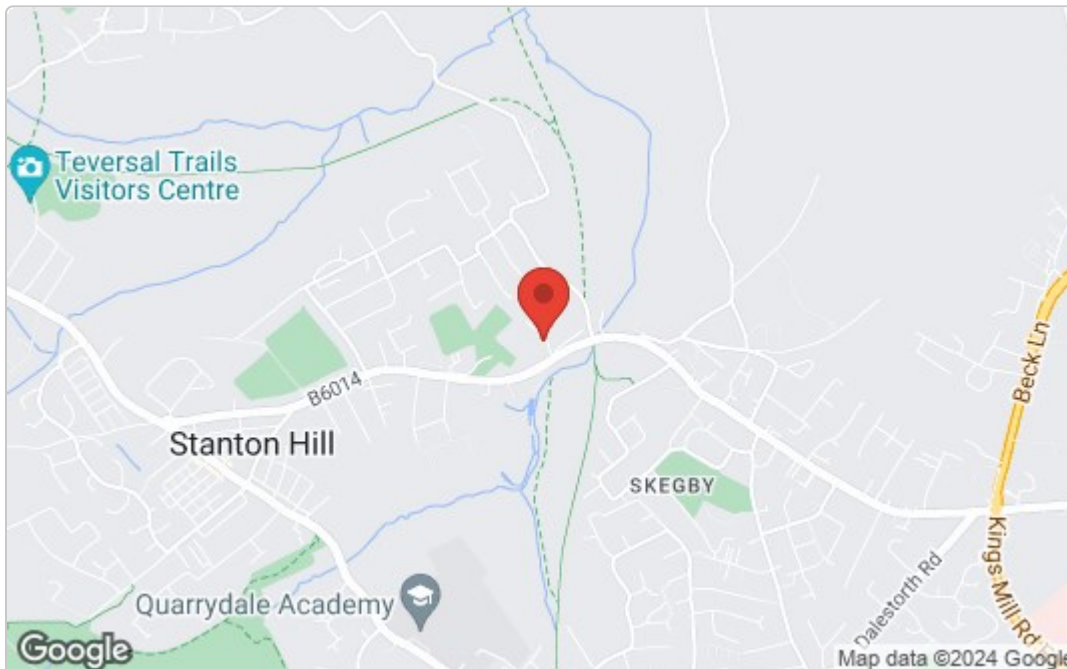 Teversal Trails
Visitors Centre
Beck Ln
B6014
Stanton Hill
SKEGBY
Kings Mill Rd E
Dalestorth Rd
Quarrydale Academy
Google
Map data ©2024 Google